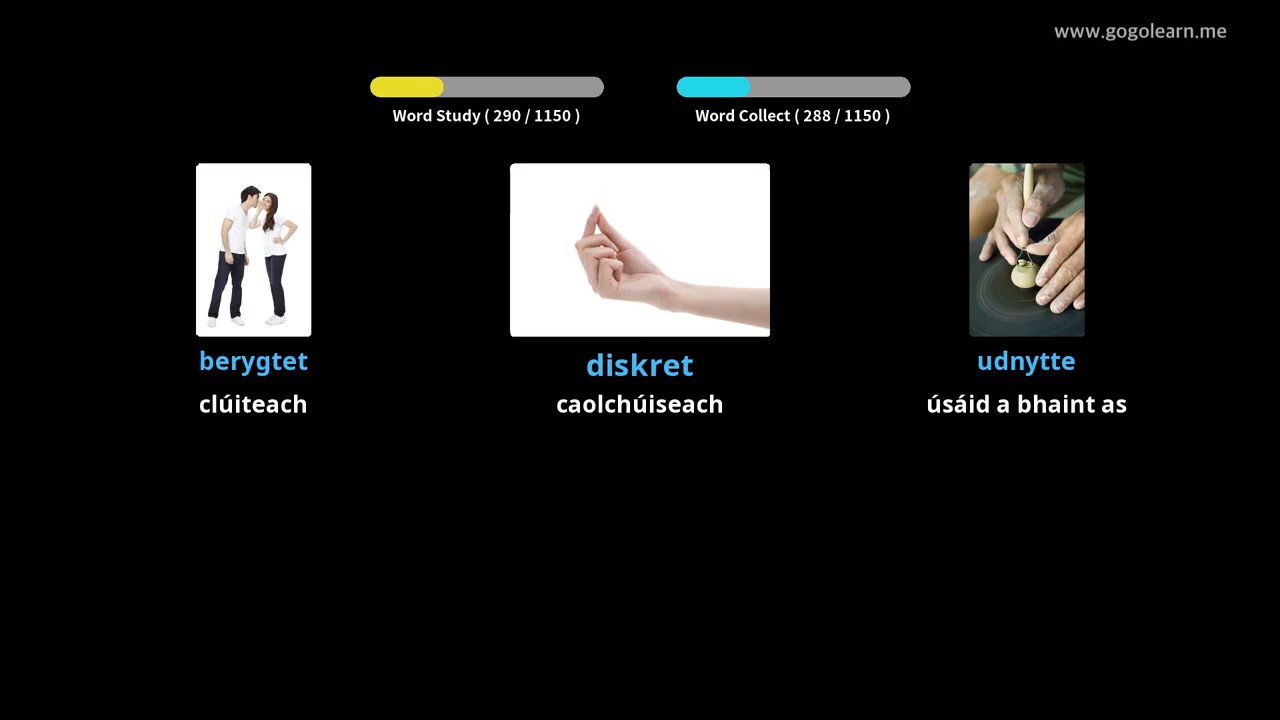 www.gogolearn.me
Word Study ( 290 / 1150 )
Word Collect ( 288 / 1150 )
berygtet
diskret
udnytte
clúiteach
caolchúiseach
úsáid a bhaint as